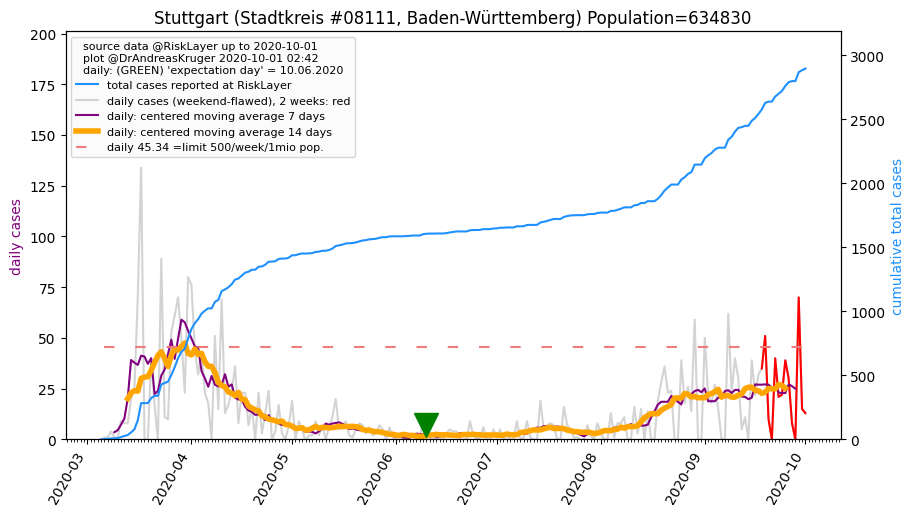 Stuttgart (Stadtkreis #08111, Baden-Württemberg) Population=634830
source data @RiskLayer up to 2020-10-01
plot @DrAndreasKruger 2020-10-01 02:42
daily: (GREEN) 'expectation day' = 10.06.2020
total cases reported at RiskLayer
daily cases (weekend-flawed), 2 weeks: red
daily: centered moving average 7 days
daily: centered moving average 14 days
daily 45.34 =limit 500/week/1mio pop.
daily cases
200
175
150
125
100
75
50
25
0
cumulative total cases
3000
2500
2000
1500
1000
500
0
2020-03
2020-04
2020-05
2020-06
2020-07
2020-08
2020-09
2020-10